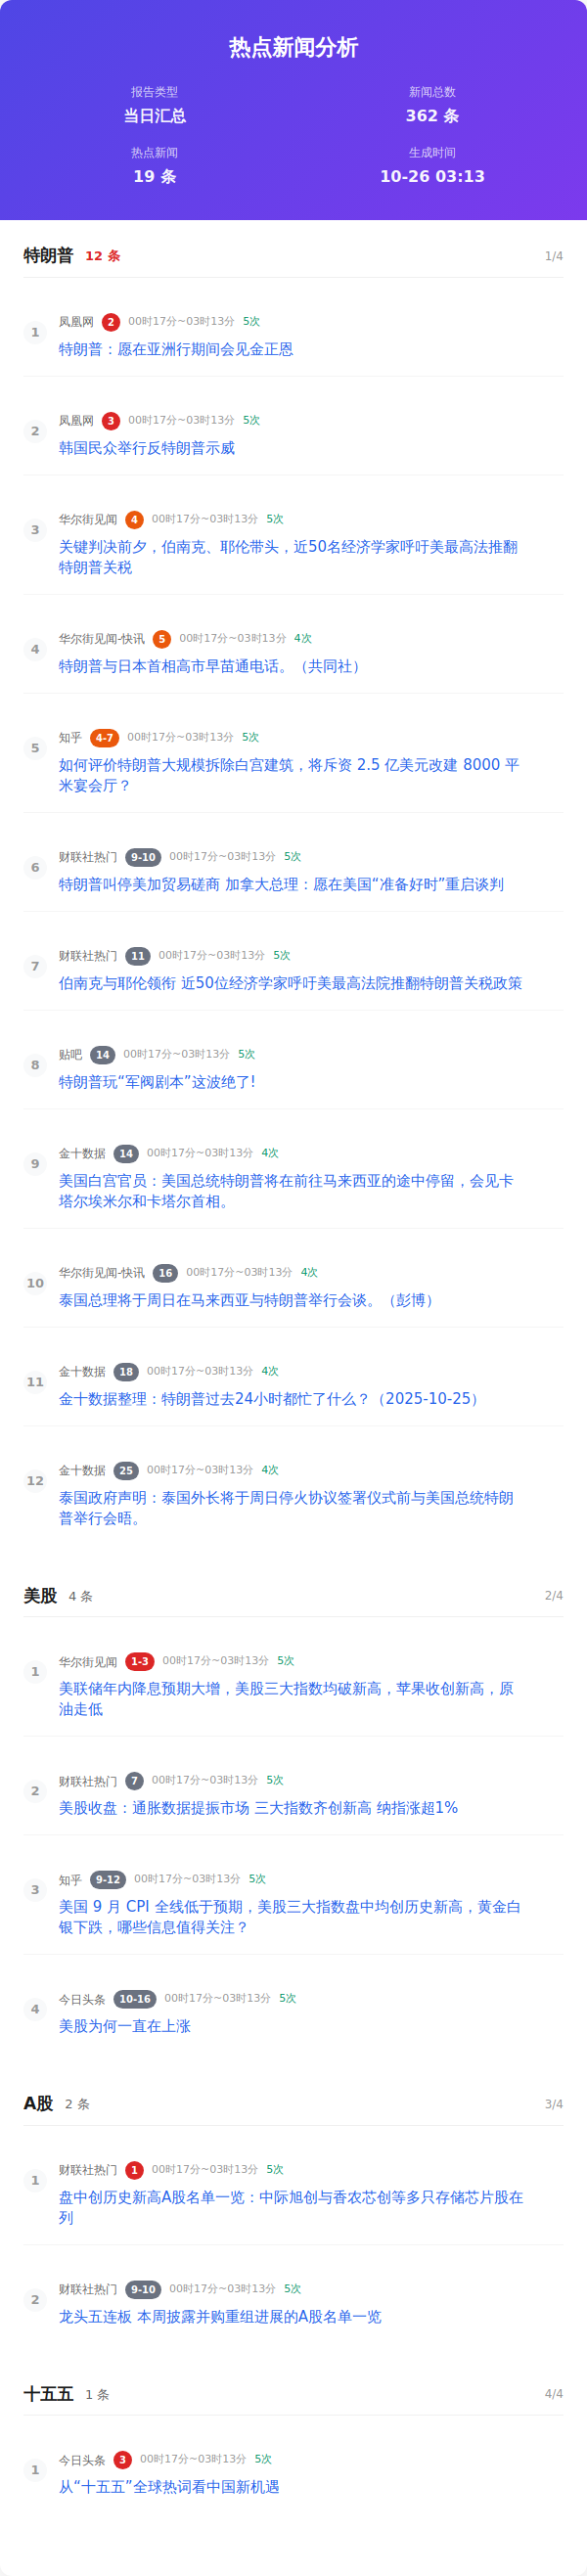 热点新闻分析
报告类型
当日汇总
新闻总数
362 条
热点新闻
19 条
生成时间
10-26 03:13
特朗普 12 条 1/4
1
凤凰网 2 00时17分~03时13分 5次
特朗普：愿在亚洲行期间会见金正恩
2
凤凰网 3 00时17分~03时13分 5次
韩国民众举行反特朗普示威
3
华尔街见闻 4 00时17分~03时13分 5次
关键判决前夕，伯南克、耶伦带头，近50名经济学家呼吁美最高法推翻
特朗普关税
4
华尔街见闻-快讯 5 00时17分~03时13分 4次
特朗普与日本首相高市早苗通电话。（共同社）
5
知乎 4-7 00时17分~03时13分 5次
如何评价特朗普大规模拆除白宫建筑，将斥资 2.5 亿美元改建 8000 平
米宴会厅？
6
财联社热门 9-10 00时17分~03时13分 5次
特朗普叫停美加贸易磋商 加拿大总理：愿在美国“准备好时”重启谈判
7
财联社热门 11 00时17分~03时13分 5次
伯南克与耶伦领衔 近50位经济学家呼吁美最高法院推翻特朗普关税政策
8
贴吧 14 00时17分~03时13分 5次
特朗普玩“军阀剧本”这波绝了!
9
金十数据 14 00时17分~03时13分 4次
美国白宫官员：美国总统特朗普将在前往马来西亚的途中停留，会见卡
塔尔埃米尔和卡塔尔首相。
10
华尔街见闻-快讯 16 00时17分~03时13分 4次
泰国总理将于周日在马来西亚与特朗普举行会谈。（彭博）
11
金十数据 18 00时17分~03时13分 4次
金十数据整理：特朗普过去24小时都忙了什么？（2025-10-25）
12
金十数据 25 00时17分~03时13分 4次
泰国政府声明：泰国外长将于周日停火协议签署仪式前与美国总统特朗
普举行会晤。
美股 4 条 2/4
1
华尔街见闻 1-3 00时17分~03时13分 5次
美联储年内降息预期大增，美股三大指数均破新高，苹果收创新高，原
油走低
2
财联社热门 7 00时17分~03时13分 5次
美股收盘：通胀数据提振市场 三大指数齐创新高 纳指涨超1%
3
知乎 9-12 00时17分~03时13分 5次
美国 9 月 CPI 全线低于预期，美股三大指数盘中均创历史新高，黄金白
银下跌，哪些信息值得关注？
4
今日头条 10-16 00时17分~03时13分 5次
美股为何一直在上涨
A股 2 条 3/4
1
财联社热门 1 00时17分~03时13分 5次
盘中创历史新高A股名单一览：中际旭创与香农芯创等多只存储芯片股在
列
2
财联社热门 9-10 00时17分~03时13分 5次
龙头五连板 本周披露并购重组进展的A股名单一览
十五五 1 条 4/4
1
今日头条 3 00时17分~03时13分 5次
从“十五五”全球热词看中国新机遇